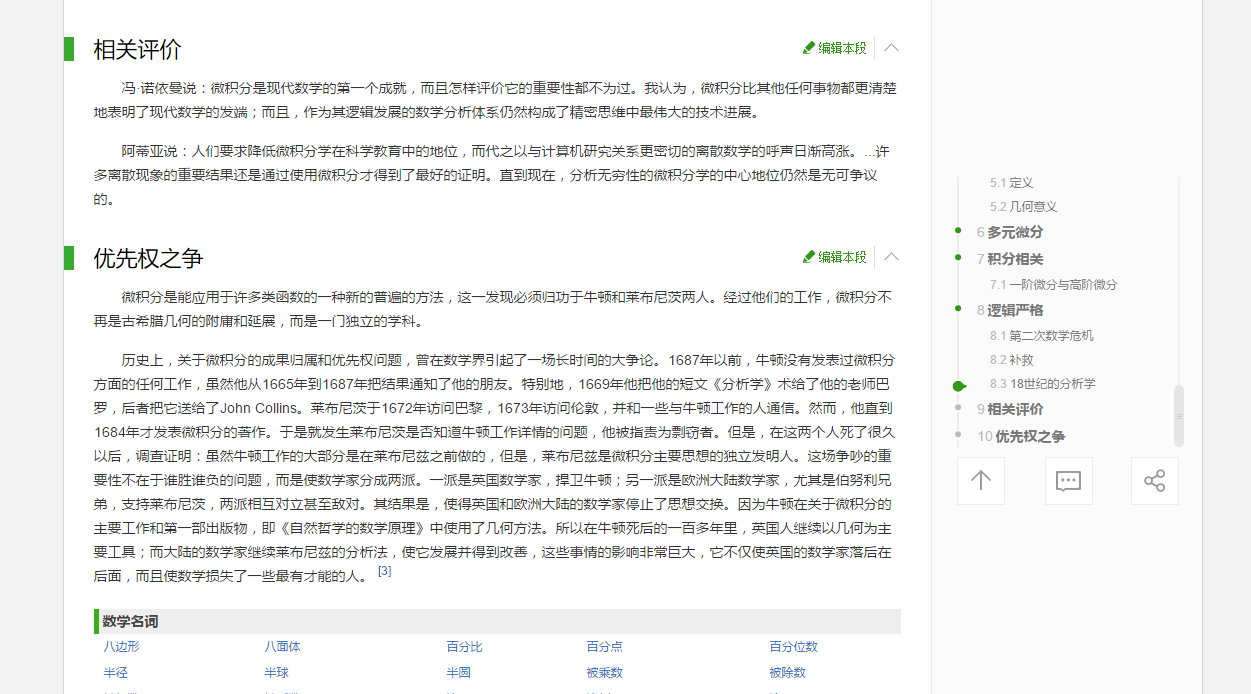 相关评价
编辑本段
冯·诺依曼说：微积分是现代数学的第一个成就，而且怎样评价它的重要性都不为过。我认为，微积分比其他任何事物都更清楚
地表明了现代数学的发端；而且，作为其逻辑发展的数学分析体系仍然构成了精密思维中最伟大的技术进展。
阿蒂亚说：人们要求降低微积分学在科学教育中的地位，而代之以与计算机研究关系更密切的离散数学的呼声日渐高涨。...许
多离散现象的重要结果还是通过使用微积分才得到了最好的证明。直到现在，分析无穷性的微积分学的中心地位仍然是无可争议
的。
优先权之争
编辑本段
微积分是能应用于许多类函数的一种新的普遍的方法，这一发现必须归功于牛顿和莱布尼茨两人。经过他们的工作，微积分不
再是古希腊几何的附庸和延展，而是一门独立的学科。
历史上，关于微积分的成果归属和优先权问题，曾在数学界引起了一场长时间的大争论。1687年以前，牛顿没有发表过微积分
方面的任何工作，虽然他从1665年到1687年把结果通知了他的朋友。特别地，1669年他把他的短文《分析学》术给了他的老师巴
罗，后者把它送给了John Collins。莱布尼茨于1672年访问巴黎，1673年访问伦敦，并和一些与牛顿工作的人通信。然而，他直到
1684年才发表微积分的著作。于是就发生莱布尼茨是否知道牛顿工作详情的问题，他被指责为剽窃者。但是，在这两个人死了很久
以后，调查证明：虽然牛顿工作的大部分是在莱布尼兹之前做的，但是，莱布尼兹是微积分主要思想的独立发明人。这场争吵的重
要性不在于谁胜谁负的问题，而是使数学家分成两派。一派是英国数学家，捍卫牛顿；另一派是欧洲大陆数学家，尤其是伯努利兄
弟，支持莱布尼茨，两派相互对立甚至敌对。其结果是，使得英国和欧洲大陆的数学家停止了思想交换。因为牛顿在关于微积分的
主要工作和第一部出版物，即《自然哲学的数学原理》中使用了几何方法。所以在牛顿死后的一百多年里，英国人继续以几何为主
要工具；而大陆的数学家继续莱布尼兹的分析法，使它发展并得到改善，这些事情的影响非常巨大，它不仅使英国的数学家落后在
后面，而且使数学损失了一些最有才能的人。 [3]
数学名词
八边形 八面体 百分比 百分点 百分位数
半径 半球 半圆 被乘数 被除数
5.1 定义
5.2 几何意义
6 多元微分
7 积分相关
7.1 一阶微分与高阶微分
8 逻辑严格
8.1 第二次数学危机
8.2 补救
8.3 18世纪的分析学
9 相关评价
10 优先权之争